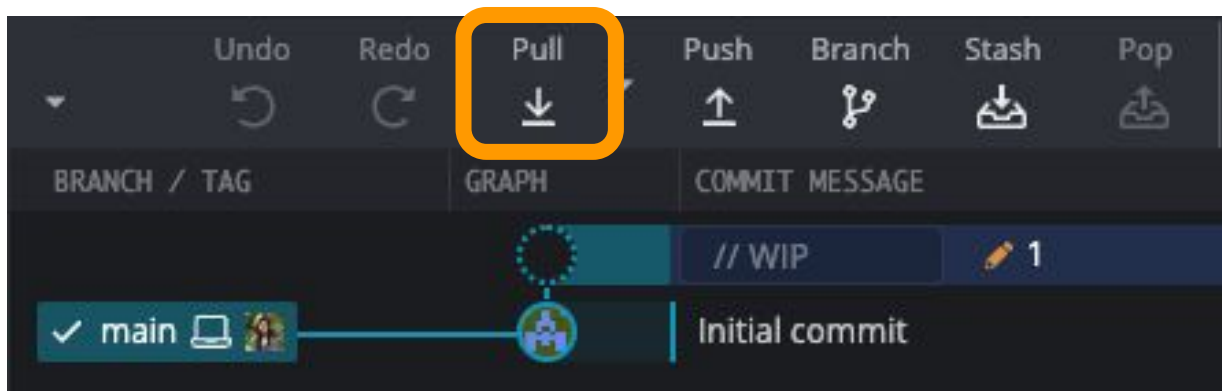 Undo Redo Pull Push Branch Stash Pop
BRANCH / TAG GRAPH COMMIT MESSAGE
// WIP 1
main Initial commit